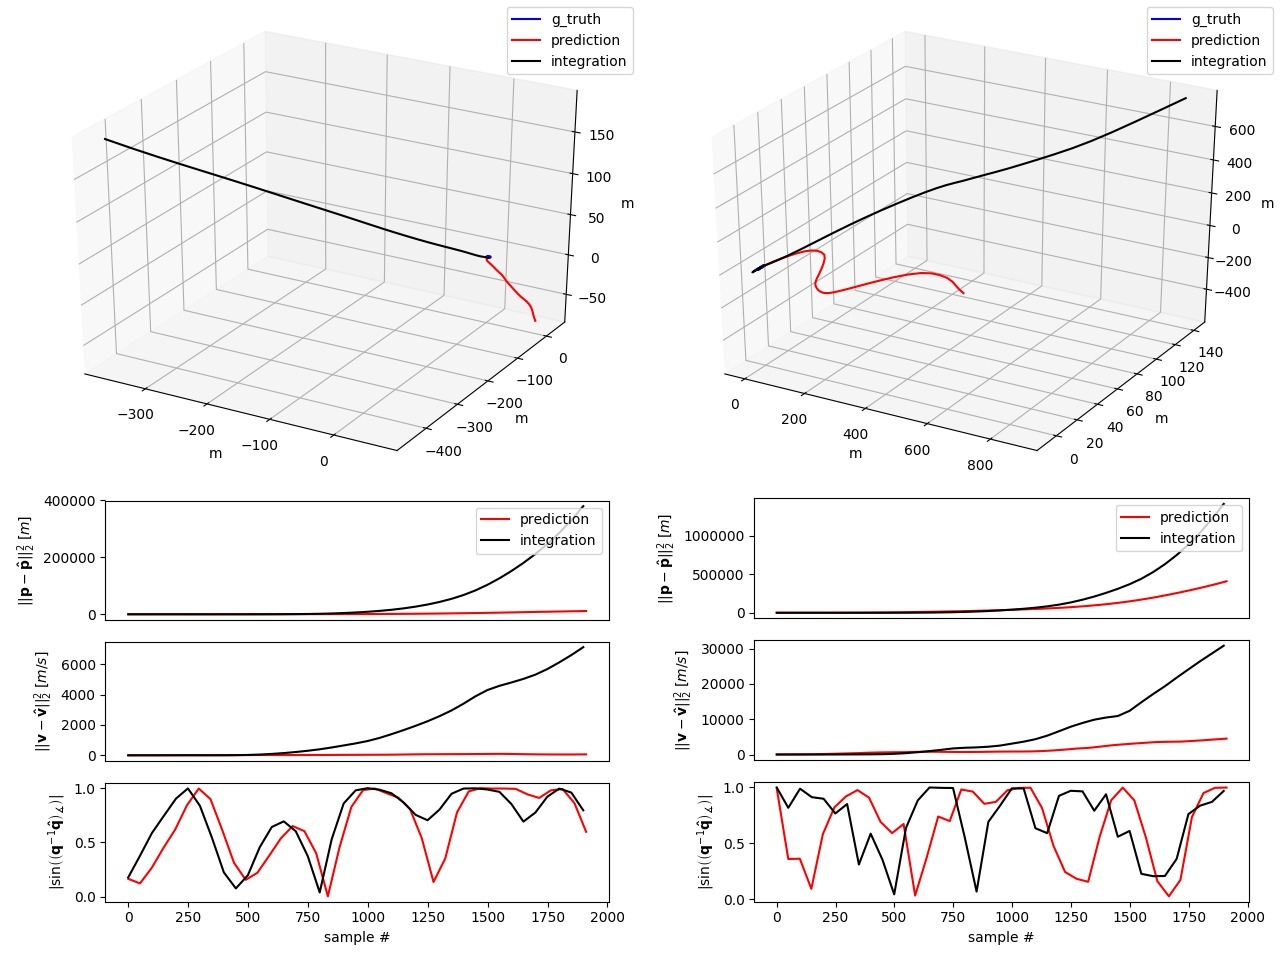 g_truth
prediction
integration
150
100
50
0
−50
m
0
−100
−200
−300
−400
m
−300
−200
−100
0
m
g_truth
prediction
integration
600
400
200
0
−200
−400
m
140
120
100
80
60
40
20
0
m
0
200
400
600
800
m
400000
200000
0
||p − p̂||₂² [m]
prediction
integration
1000000
500000
0
||p − p̂||₂² [m]
prediction
integration
6000
4000
2000
0
||v − v̂||₂² [m/s]
30000
20000
10000
0
||v − v̂||₂² [m/s]
1.0
0.5
0.0
|sin((q⁻¹q̂)∡)|
0 250 500 750 1000 1250 1500 1750 2000
sample #
1.0
0.5
0.0
|sin((q⁻¹q̂)∡)|
0 250 500 750 1000 1250 1500 1750 2000
sample #